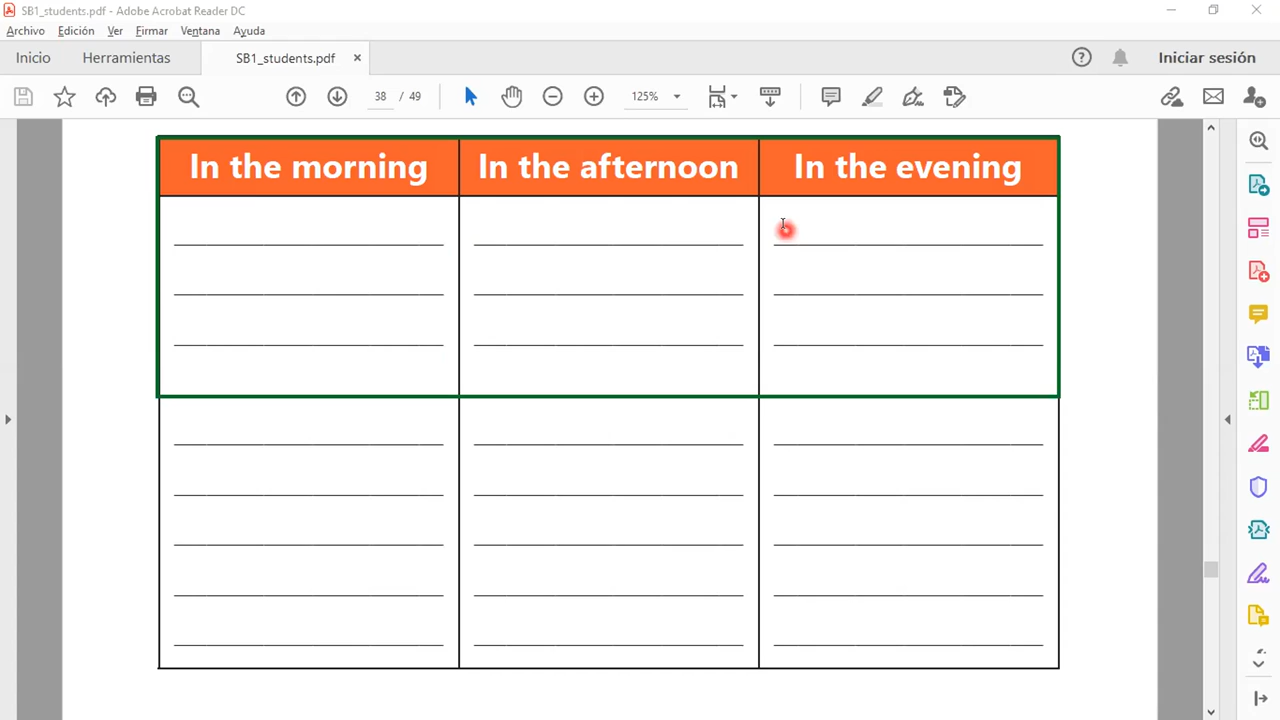 SB1_students.pdf - Adobe Acrobat Reader DC
Archivo Edición Ver Firmar Ventana Ayuda
Inicio Herramientas SB1_students.pdf Iniciar sesión
38 / 49 125%
In the morning In the afternoon In the evening